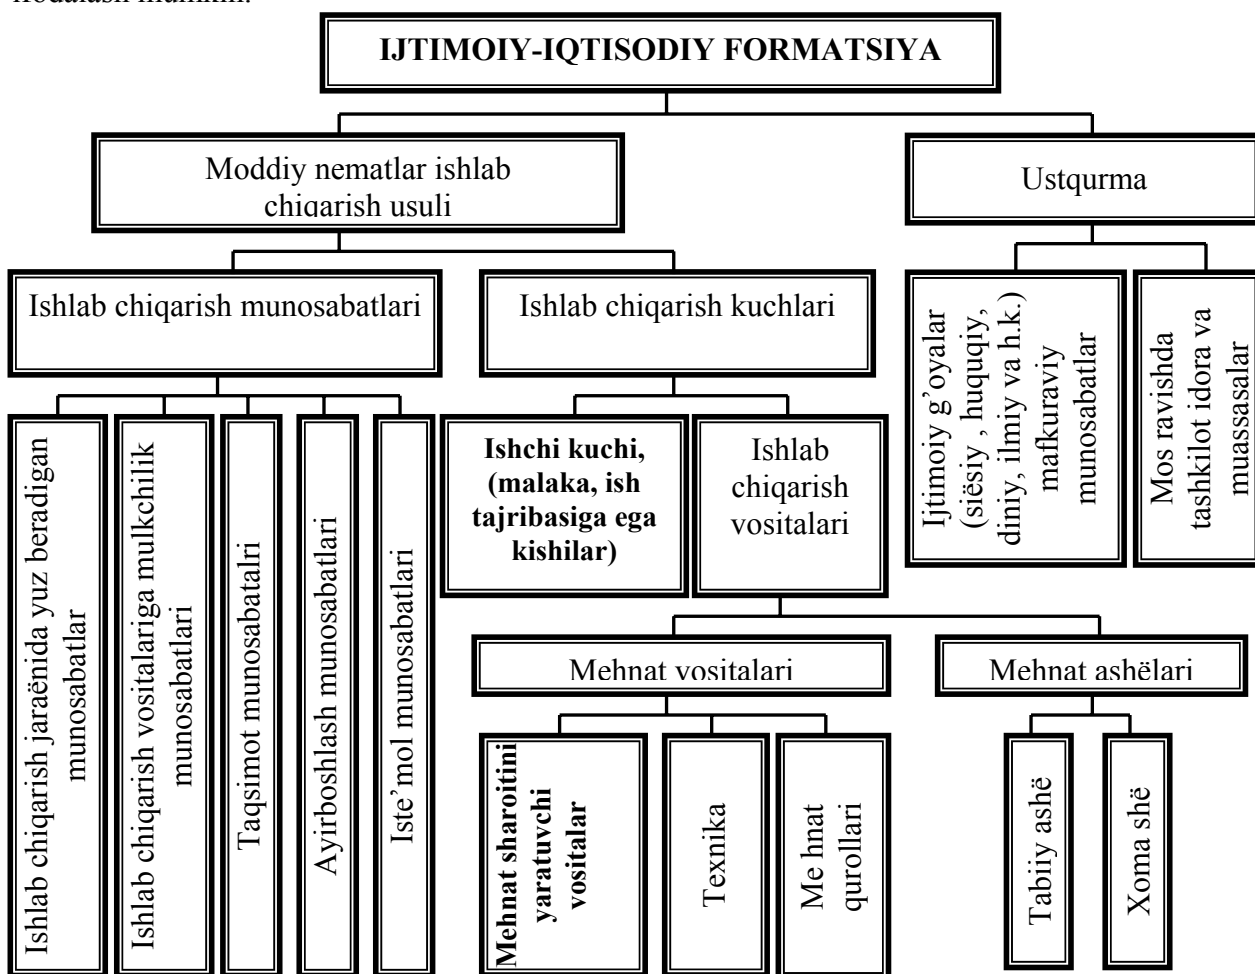 IJTIMOIY-IQTISODIY FORMATSIYA
Moddiy nematlar ishlab
chiqarish usuli
Ustqurma
Ishlab chiqarish munosabatlari
Ishlab chiqarish kuchlari
Ijtimoiy g’oyalar
(siësiy , huquqiy,
diniy, ilmiy va h.k.)
mafkuraviy
munosabatlar
Mos ravishda
tashkilot idora va
muassasalar
Ishlab chiqarish jaraënida yuz beradigan
munosabatlar
Ishlab chiqarish vositalariga mulkchilik
munosabatlari
Taqsimot munosabatalri
Ayirboshlash munosabatlari
Iste’mol munosabatlari
Ishchi kuchi,
(malaka, ish
tajribasiga ega
kishilar)
Ishlab
chiqarish
vositalari
Mehnat vositalari
Mehnat ashëlari
Mehnat sharoitini
yaratuvchi
vositalar
Texnika
Me hnat
qurollari
Tabiiy ashë
Xoma shë